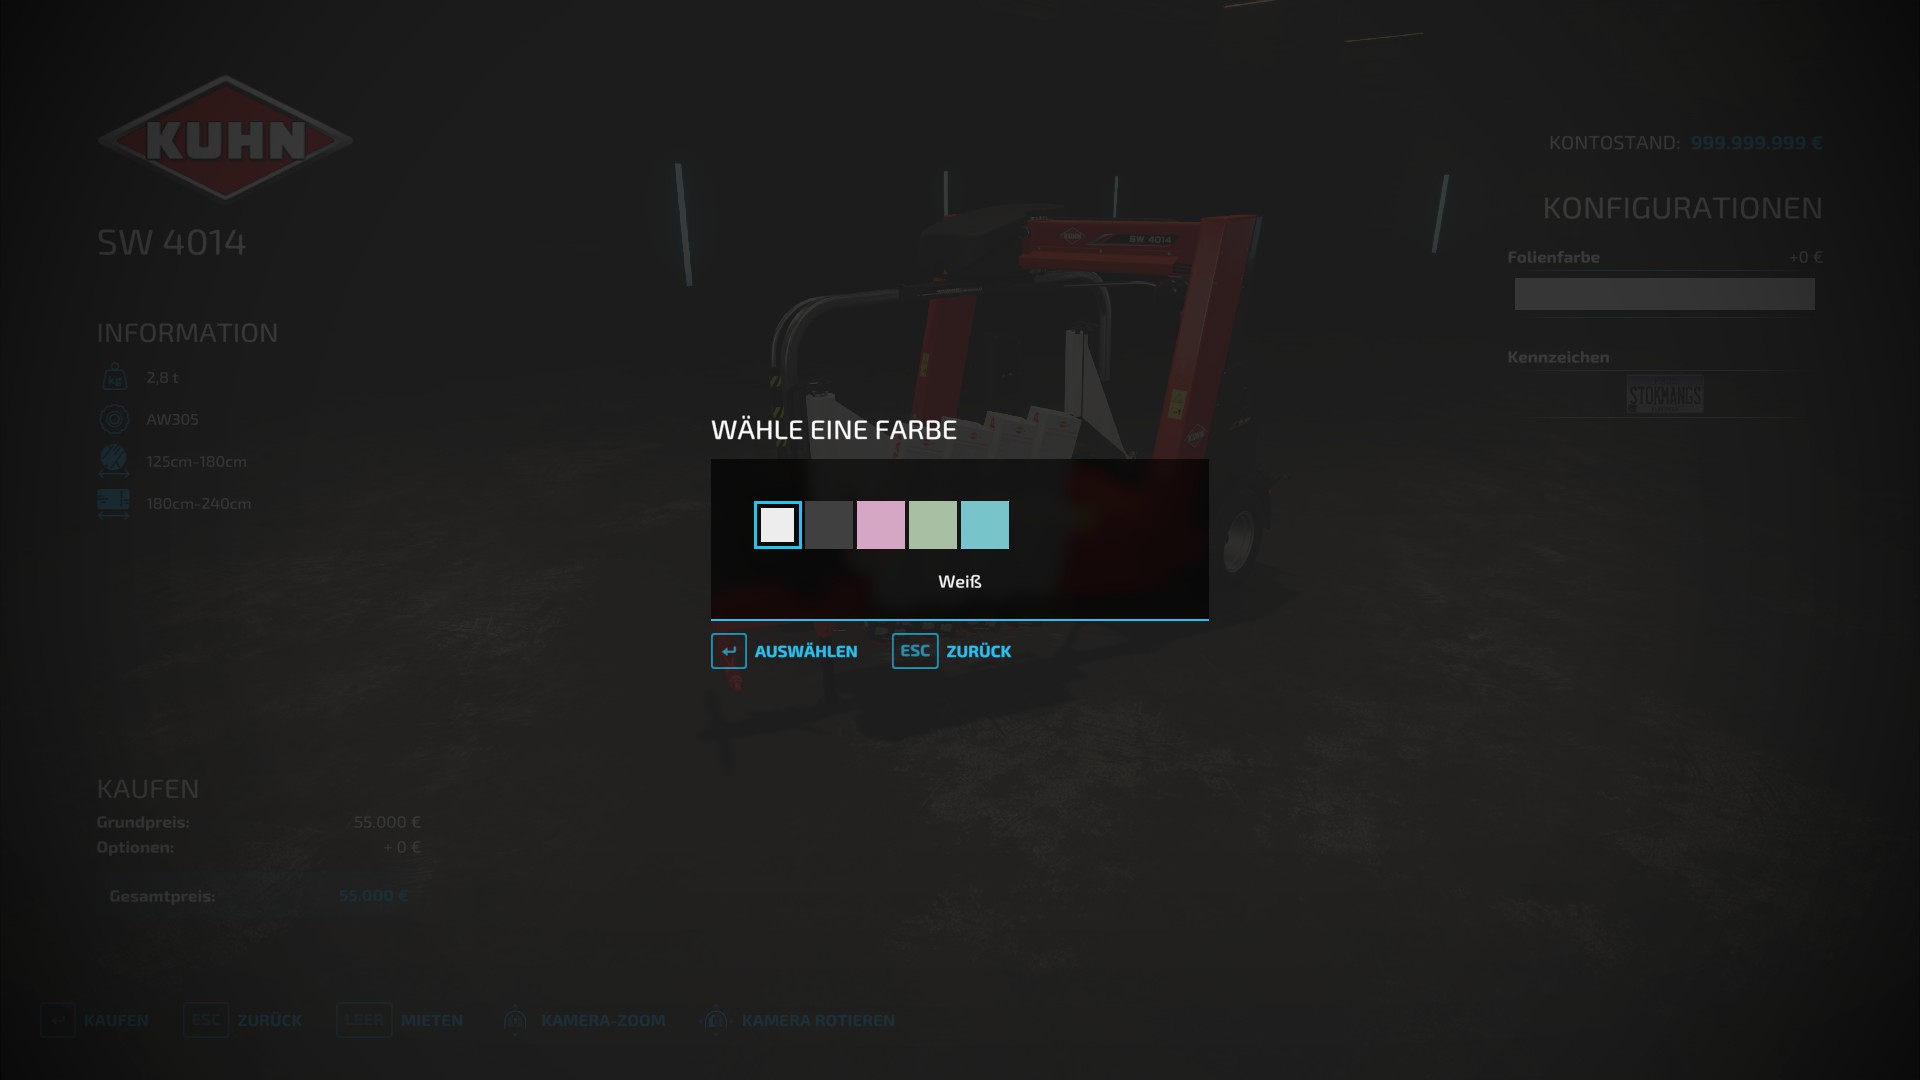 KUHN
SW 4014
INFORMATION
2,8 t
AW305
125cm-180cm
180cm-240cm
KONTOSTAND: 999.999.999 €
KONFIGURATIONEN
Folienfarbe +0 €
Kennzeichen
STOKMANGS
KUHN SW 4014
WÄHLE EINE FARBE
Weiß
AUSWÄHLEN ESC ZURÜCK
KAUFEN
Grundpreis: 55.000 €
Optionen: + 0 €
Gesamtpreis: 55.000 €
KAUFEN ESC ZURÜCK LEER MIETEN KAMERA-ZOOM KAMERA ROTIEREN